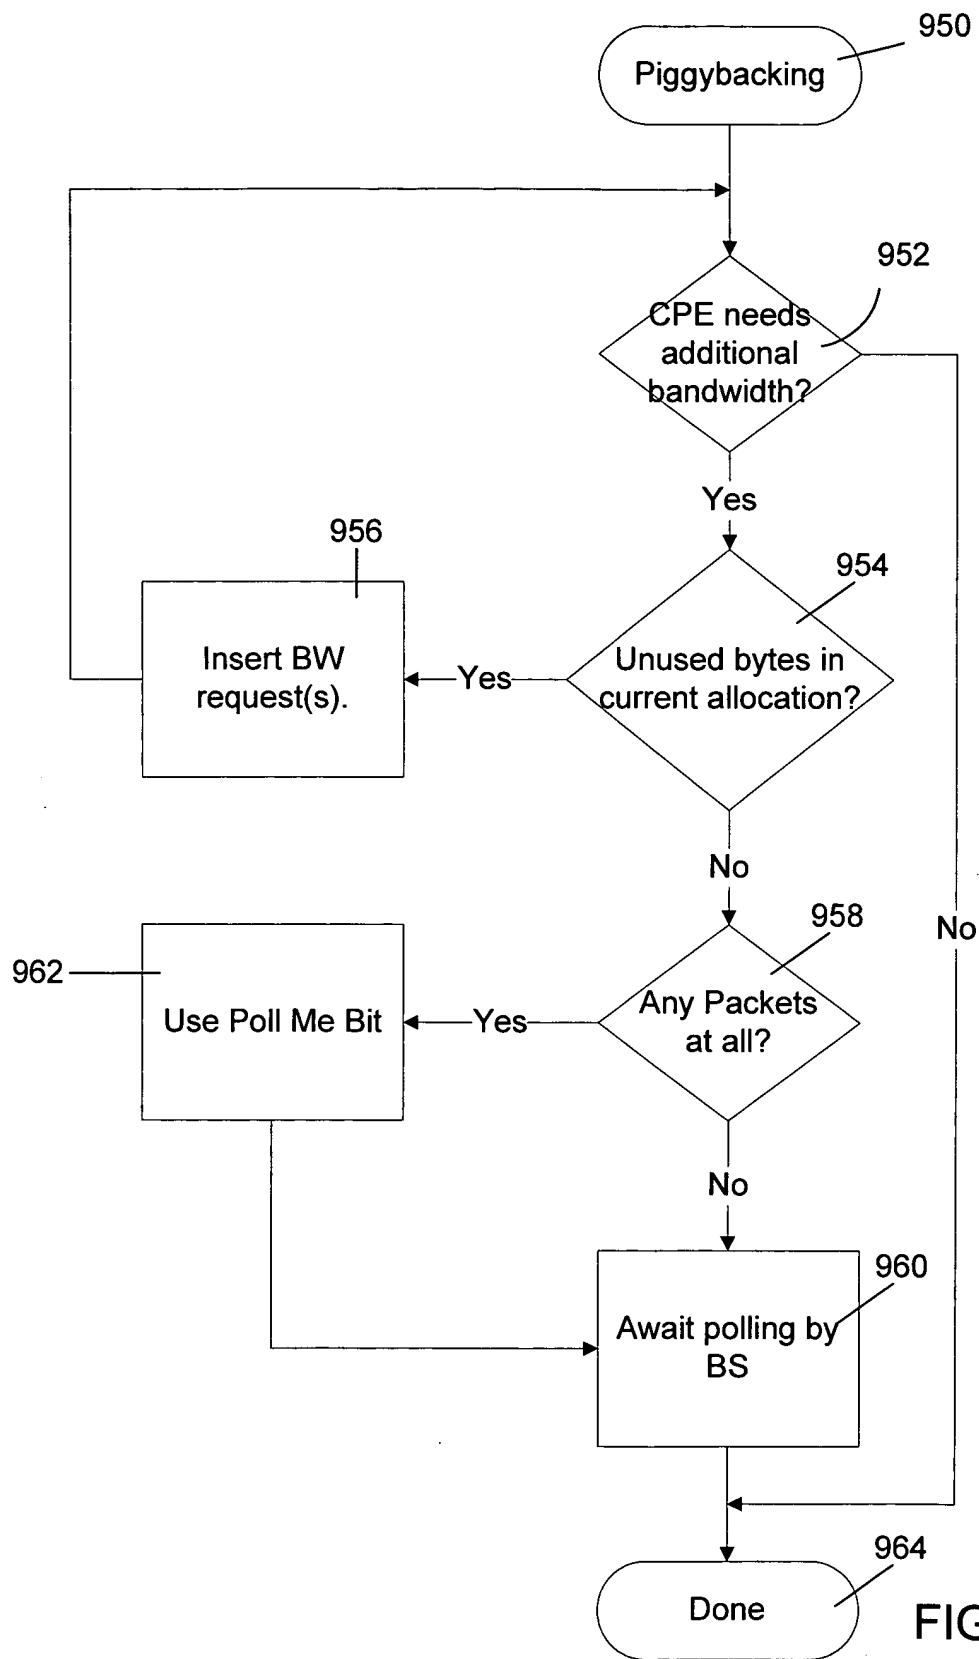 950
Piggybacking
952
CPE needs
additional
bandwidth?
Yes
956
954
Insert BW
request(s).
Yes
Unused bytes in
current allocation?
No
958
No
962
Use Poll Me Bit
Yes
Any Packets
at all?
No
960
Await polling by
BS
964
Done
FIG